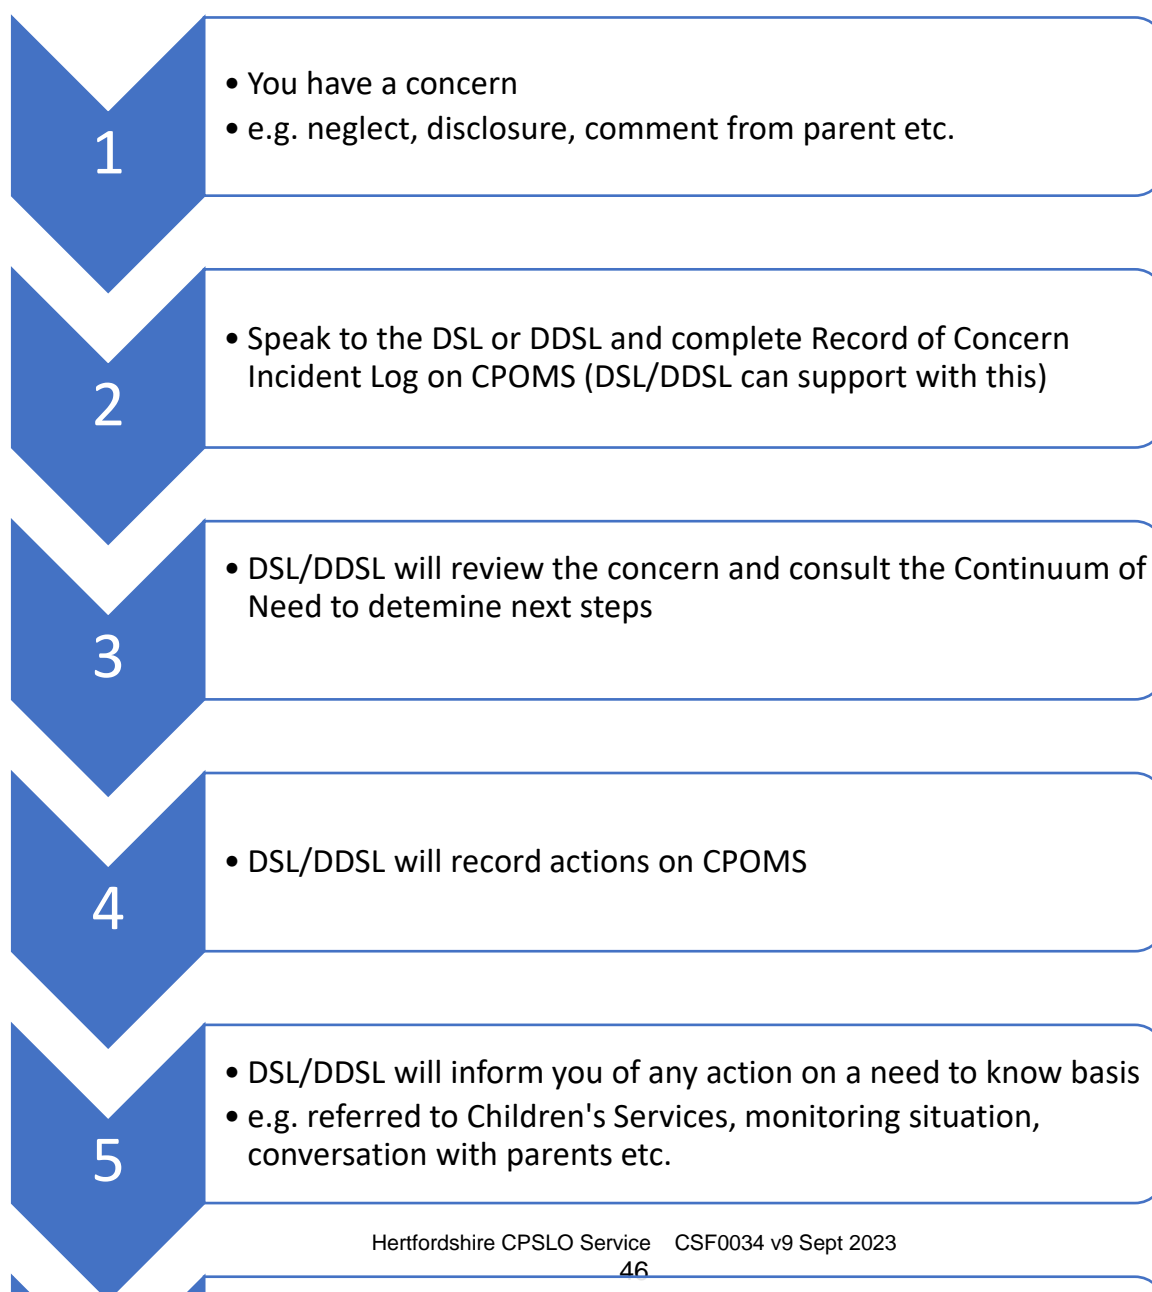 1
• You have a concern
• e.g. neglect, disclosure, comment from parent etc.
2
• Speak to the DSL or DDSL and complete Record of Concern
Incident Log on CPOMS (DSL/DDSL can support with this)
3
• DSL/DDSL will review the concern and consult the Continuum of
Need to detemine next steps
4
• DSL/DDSL will record actions on CPOMS
5
• DSL/DDSL will inform you of any action on a need to know basis
• e.g. referred to Children's Services, monitoring situation,
conversation with parents etc.
Hertfordshire CPSLO Service CSF0034 v9 Sept 2023
46